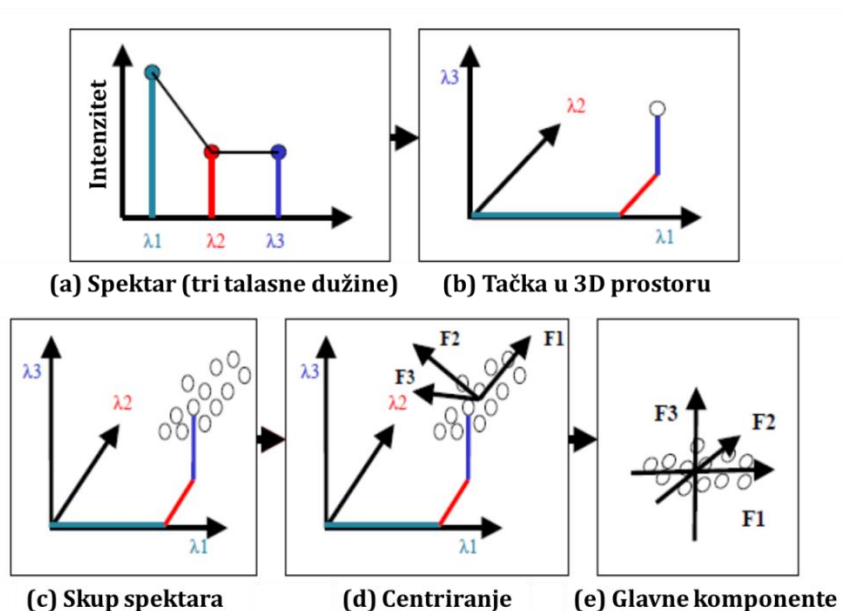 Intenzitet
λ1
λ2
λ3
λ3
λ2
λ1
(a) Spektar (tri talasne dužine)
(b) Tačka u 3D prostoru
λ3
λ2
λ1
F2
F1
F3
λ3
λ2
λ1
F3
F2
F1
(c) Skup spektara
(d) Centriranje
(e) Glavne komponente